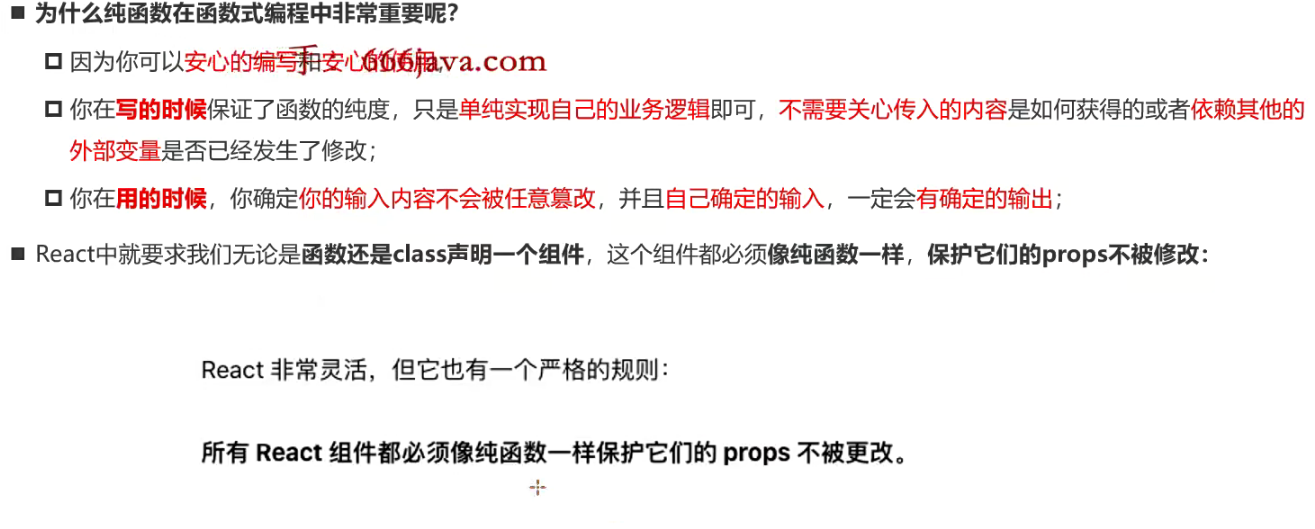 为什么纯函数在函数式编程中非常重要呢?
因为你可以安心的编写和安心的使用;
666java.com
你在写的时候保证了函数的纯度，只是单纯实现自己的业务逻辑即可，不需要关心传入的内容是如何获得的或者依赖其他的
外部变量是否已经发生了修改；
你在用的时候，你确定你的输入内容不会被任意篡改，并且自己确定的输入，一定会有确定的输出；
React中就要求我们无论是函数还是class声明一个组件，这个组件都必须像纯函数一样，保护它们的props不被修改：
React 非常灵活，但它也有一个严格的规则：
所有 React 组件都必须像纯函数一样保护它们的 props 不被更改。